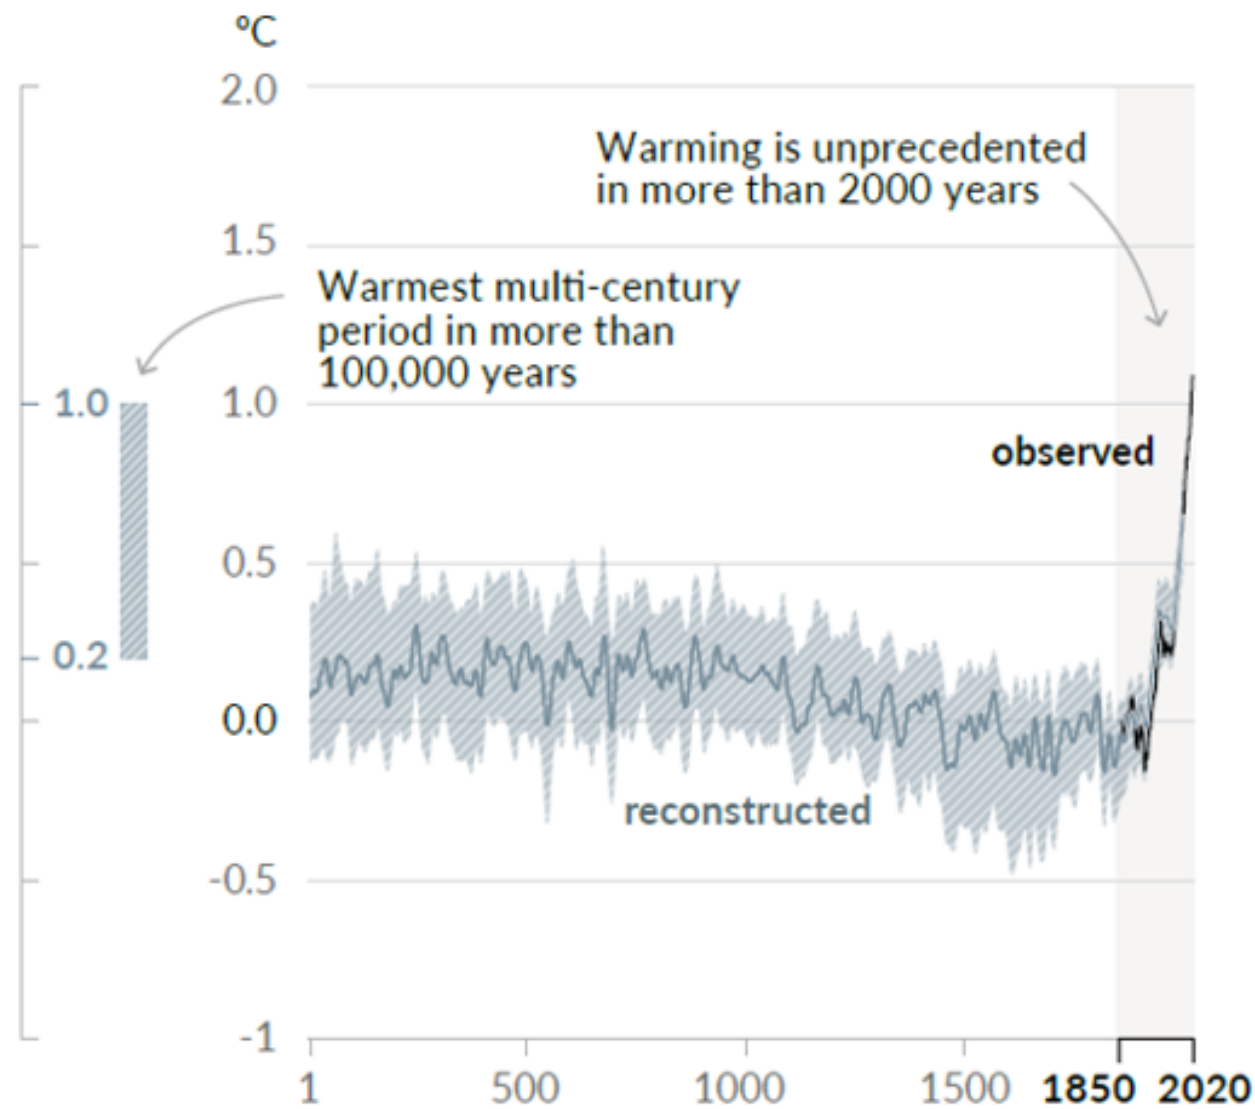 ºC
2.0
Warming is unprecedented
in more than 2000 years
1.5
Warmest multi-century
period in more than
100,000 years
1.0
1.0
observed
0.5
0.2
0.0
reconstructed
-0.5
-1
1 500 1000 1500 1850 2020